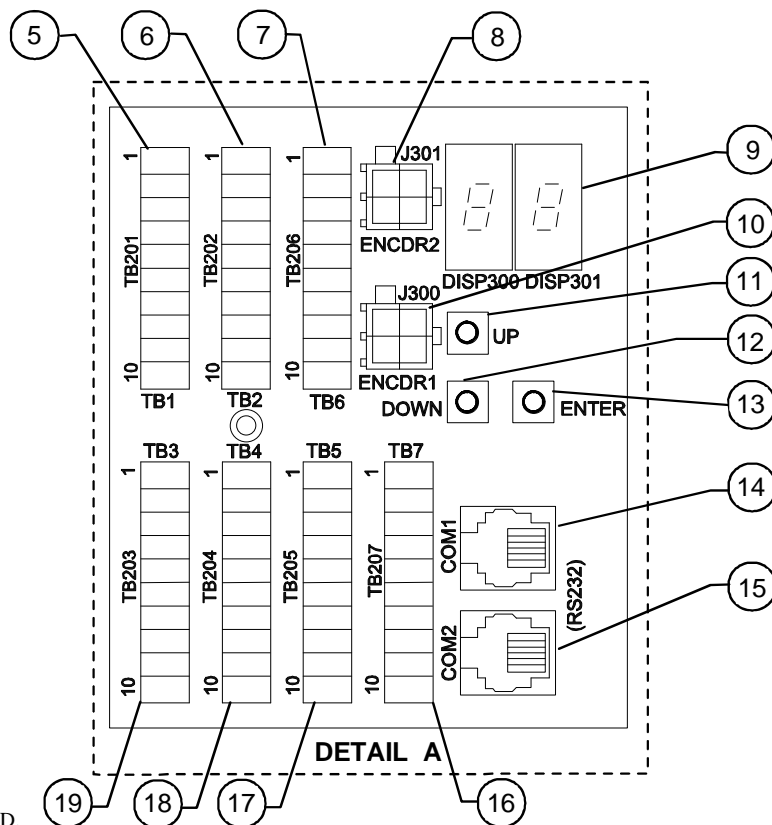 5
6
7
8
9
10
11
12
13
14
15
16
17
18
19
1
TB201
10
TB1
1
TB202
10
TB2
1
TB206
10
TB6
J301
ENCDR2
DISP300 DISP301
J300
ENCDR1
UP
DOWN
ENTER
TB3
1
TB203
10
TB4
TB204
10
TB5
1
TB205
10
TB7
1
TB207
10
1
COM1
COM2
(RS232)
DETAIL A
D